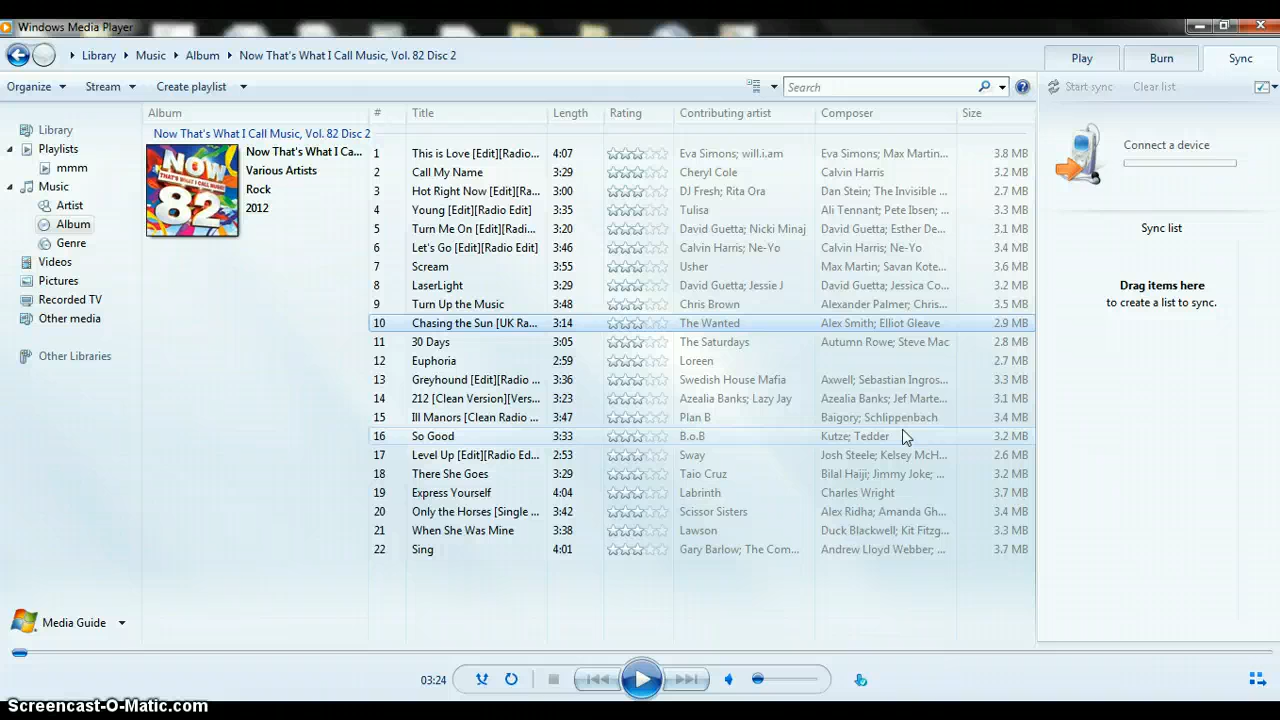 Windows Media Player
Library Music Album Now That's What I Call Music, Vol. 82 Disc 2
Play Burn Sync
Organize Stream Create playlist Search Start sync Clear list
Album # Title Length Rating Contributing artist Composer Size
Library
Playlists
mmm
Music
Artist
Album
Genre
Videos
Pictures
Recorded TV
Other media
Other Libraries
Now That's What I Call Music, Vol. 82 Disc 2
NOW
THAT'S WHAT I CALL MUSIC!
82
Now That's What I Ca...
Various Artists
Rock
2012
1 This is Love [Edit][Radio... 4:07 Eva Simons; will.i.am Eva Simons; Max Martin... 3.8 MB
2 Call My Name 3:29 Cheryl Cole Calvin Harris 3.2 MB
3 Hot Right Now [Edit][Ra... 3:00 DJ Fresh; Rita Ora Dan Stein; The Invisible ... 2.7 MB
4 Young [Edit][Radio Edit] 3:35 Tulisa Ali Tennant; Pete Ibsen; ... 3.3 MB
5 Turn Me On [Edit][Radi... 3:20 David Guetta; Nicki Minaj David Guetta; Esther De... 3.1 MB
6 Let's Go [Edit][Radio Edit] 3:46 Calvin Harris; Ne-Yo Calvin Harris; Ne-Yo 3.4 MB
7 Scream 3:55 Usher Max Martin; Savan Kote... 3.6 MB
8 LaserLight 3:29 David Guetta; Jessie J David Guetta; Jessica Co... 3.2 MB
9 Turn Up the Music 3:48 Chris Brown Alexander Palmer; Chris... 3.5 MB
10 Chasing the Sun [UK Ra... 3:14 The Wanted Alex Smith; Elliot Gleave 2.9 MB
11 30 Days 3:05 The Saturdays Autumn Rowe; Steve Mac 2.8 MB
12 Euphoria 2:59 Loreen 2.7 MB
13 Greyhound [Edit][Radio ... 3:36 Swedish House Mafia Axwell; Sebastian Ingros... 3.3 MB
14 212 [Clean Version][Vers... 3:23 Azealia Banks; Lazy Jay Azealia Banks; Jef Marte... 3.1 MB
15 Ill Manors [Clean Radio ... 3:47 Plan B Baigory; Schlippenbach 3.4 MB
16 So Good 3:33 B.o.B Kutze; Tedder 3.2 MB
17 Level Up [Edit][Radio Ed... 2:53 Sway Josh Steele; Kelsey McH... 2.6 MB
18 There She Goes 3:29 Taio Cruz Bilal Haiji; Jimmy Joke; ... 3.2 MB
19 Express Yourself 4:04 Labrinth Charles Wright 3.7 MB
20 Only the Horses [Single ... 3:42 Scissor Sisters Alex Ridha; Amanda Gh... 3.4 MB
21 When She Was Mine 3:38 Lawson Duck Blackwell; Kit Fitzg... 3.3 MB
22 Sing 4:01 Gary Barlow; The Com... Andrew Lloyd Webber; ... 3.7 MB
Connect a device
Sync list
Drag items here
to create a list to sync.
Media Guide
03:24
Screencast-O-Matic.com